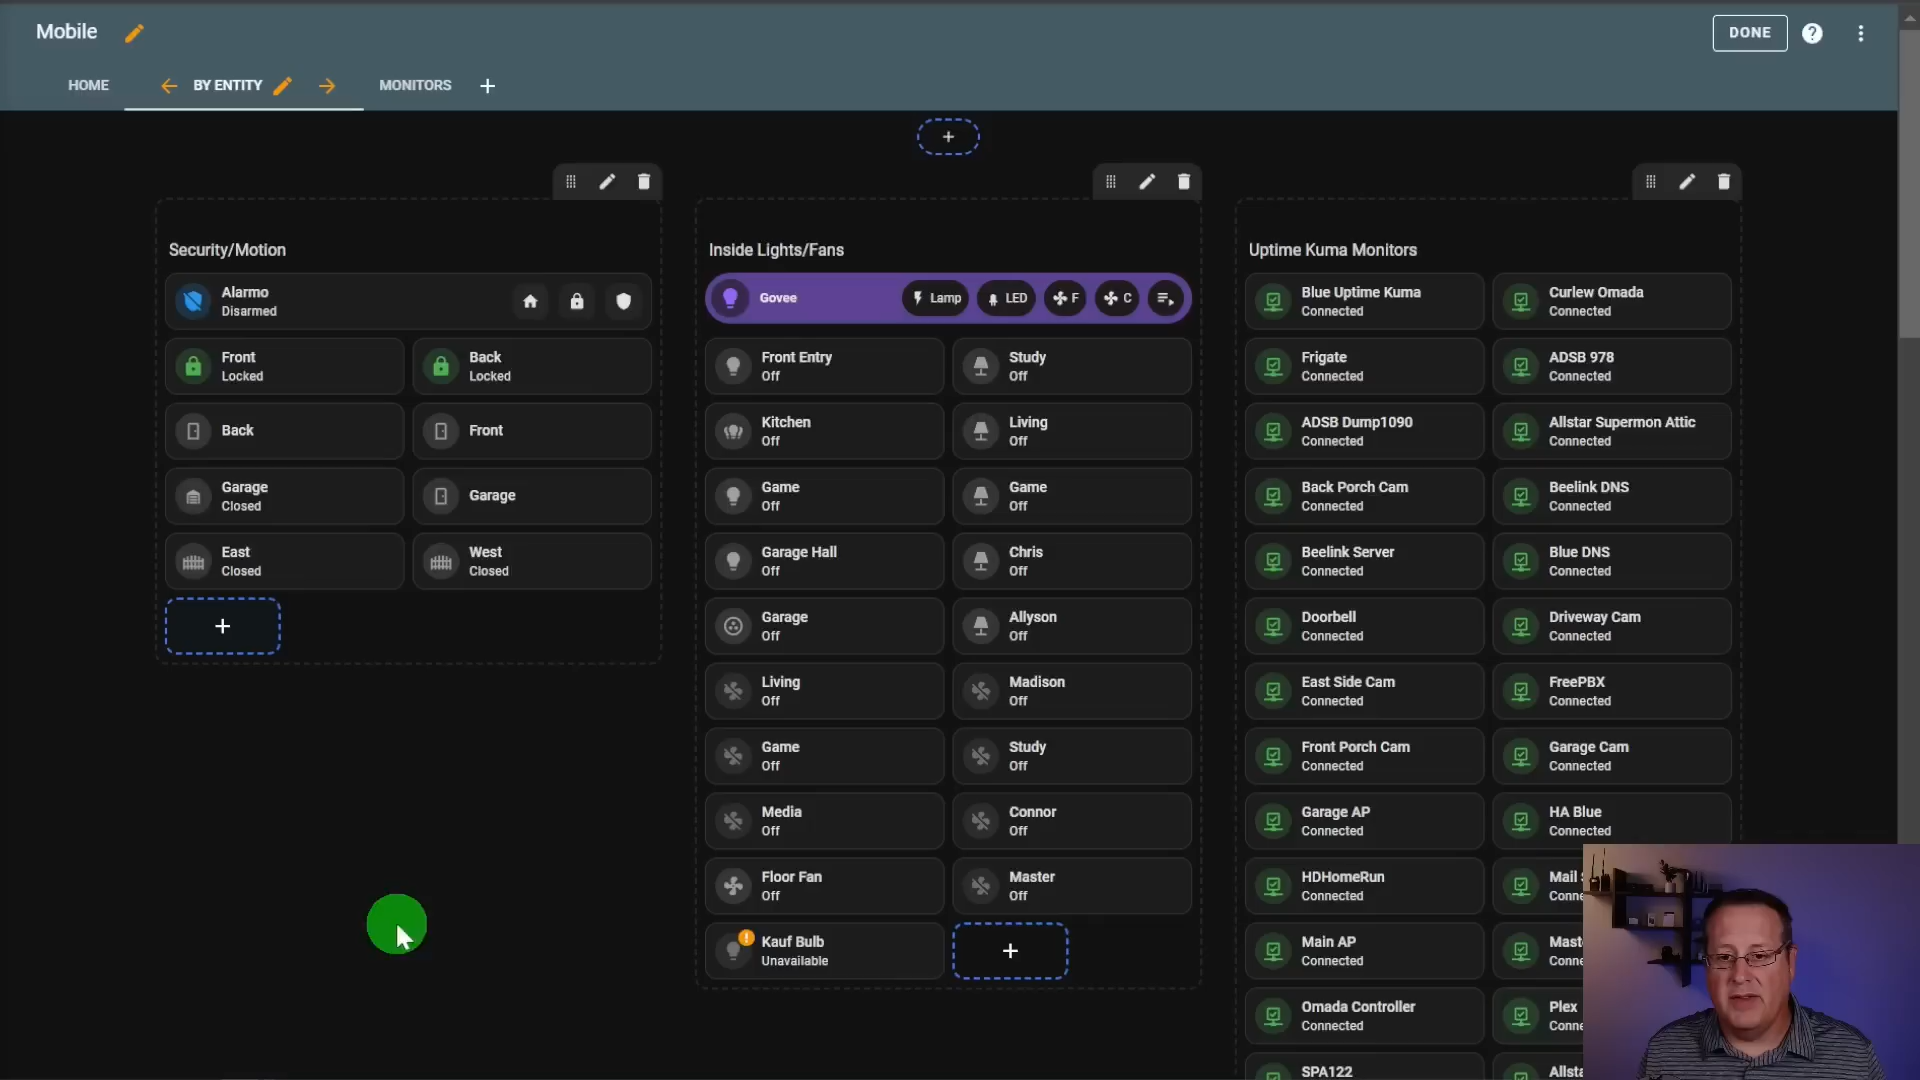 Mobile
DONE
HOME
BY ENTITY
MONITORS
Security/Motion
Alarmo
Disarmed
Front
Locked
Back
Locked
Back
Front
Garage
Closed
Garage
East
Closed
West
Closed
Inside Lights/Fans
Govee
Lamp
LED
F
C
Front Entry
Off
Study
Off
Kitchen
Off
Living
Off
Game
Off
Game
Off
Garage Hall
Off
Chris
Off
Garage
Off
Allyson
Off
Living
Off
Madison
Off
Game
Off
Study
Off
Media
Off
Connor
Off
Floor Fan
Off
Master
Off
Kauf Bulb
Unavailable
Uptime Kuma Monitors
Blue Uptime Kuma
Connected
Curlew Omada
Connected
Frigate
Connected
ADSB 978
Connected
ADSB Dump1090
Connected
Allstar Supermon Attic
Connected
Back Porch Cam
Connected
Beelink DNS
Connected
Beelink Server
Connected
Blue DNS
Connected
Doorbell
Connected
Driveway Cam
Connected
East Side Cam
Connected
FreePBX
Connected
Front Porch Cam
Connected
Garage Cam
Connected
Garage AP
Connected
HA Blue
Connected
HDHomeRun
Connected
Mail
Conne
Main AP
Connected
Mast
Conne
Omada Controller
Connected
Plex
Conne
SPA122
Allsta